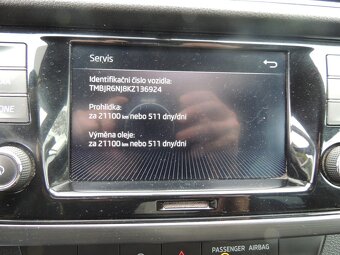 Servis
Identifikační číslo vozidla:
TMBJR6NJ8KZ136924
Prohlídka:
za 21100 km nebo 511 dny/dní
Výměna oleje:
za 21100 km nebo 511 dny/dní
PASSENGER AIRBAG